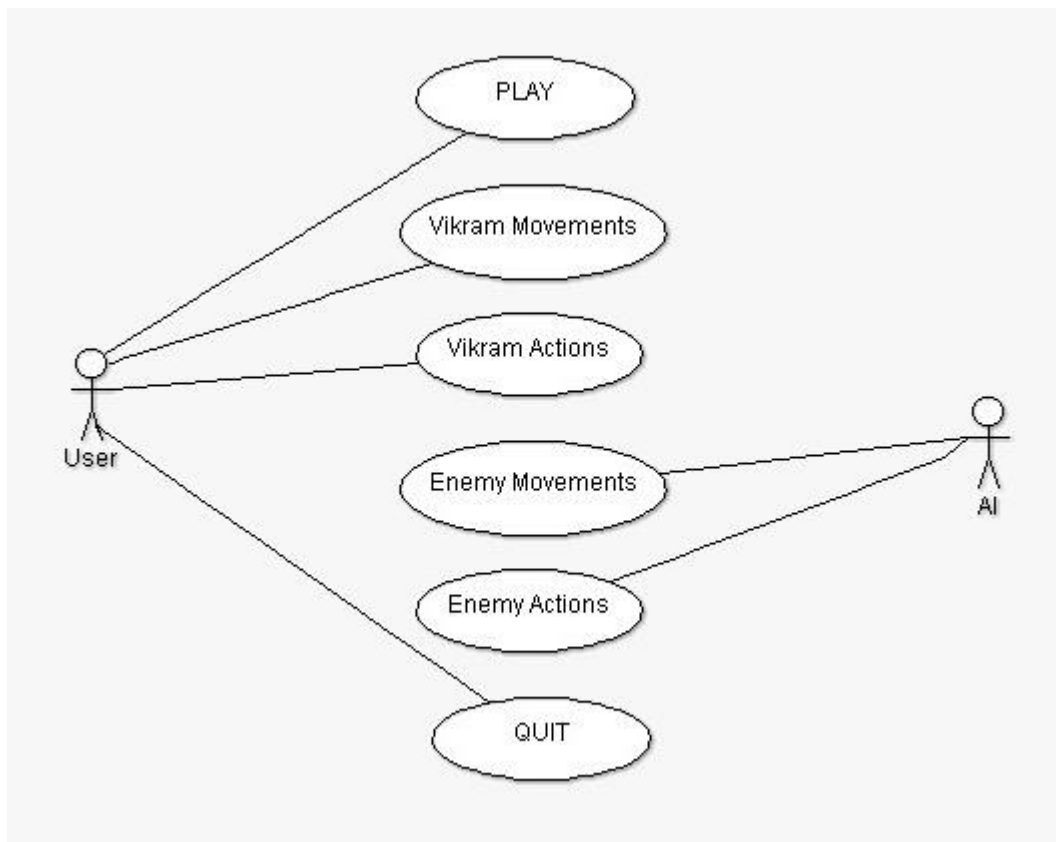 PLAY
Vikram Movements
Vikram Actions
User
Enemy Movements
AI
Enemy Actions
QUIT